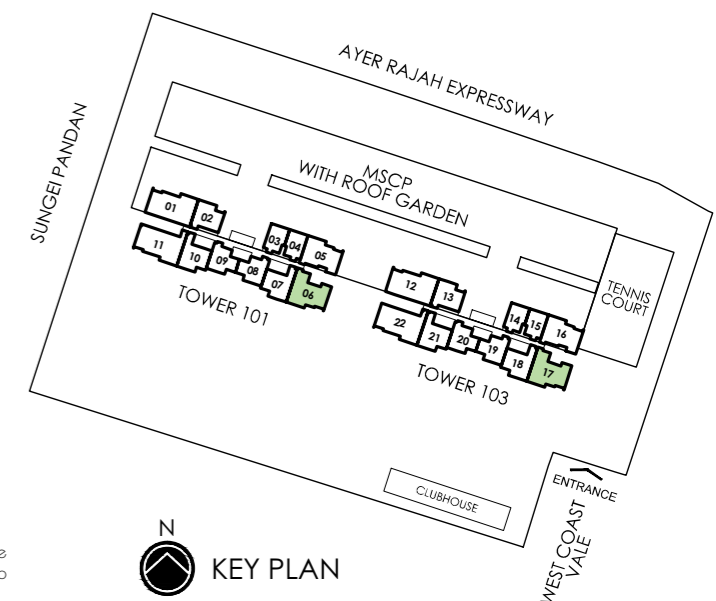 AYER RAJAH EXPRESSWAY
SUNGEI PANDAN
MSCP
WITH ROOF GARDEN
TENNIS
COURT
01
02
03
04
05
11
10
09
08
07
06
TOWER 101
12
13
14
15
16
22
21
20
19
18
17
TOWER 103
CLUBHOUSE
ENTRANCE
WEST COAST
VALE
N
KEY PLAN